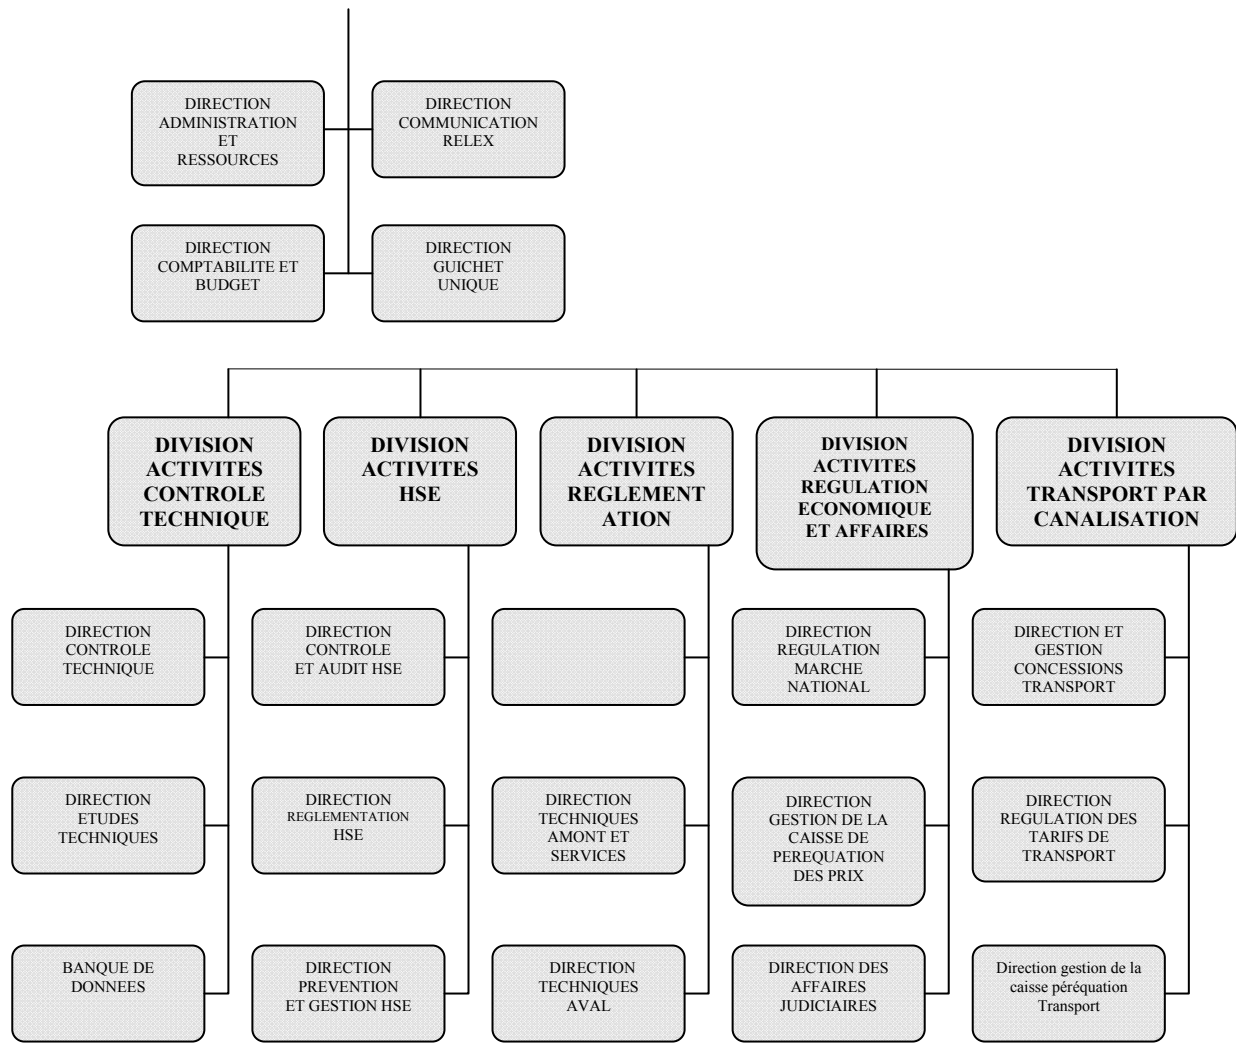 DIRECTION
ADMINISTRATION
ET
RESSOURCES
DIRECTION
COMMUNICATION
RELEX
DIRECTION
COMPTABILITE ET
BUDGET
DIRECTION
GUICHET
UNIQUE
DIVISION
ACTIVITES
CONTROLE
TECHNIQUE
DIVISION
ACTIVITES
HSE
DIVISION
ACTIVITES
REGLEMENT
ATION
DIVISION
ACTIVITES
REGULATION
ECONOMIQUE
ET AFFAIRES
DIVISION
ACTIVITES
TRANSPORT PAR
CANALISATION
DIRECTION
CONTROLE
TECHNIQUE
DIRECTION
CONTROLE
ET AUDIT HSE
DIRECTION
REGULATION
MARCHE
NATIONAL
DIRECTION ET
GESTION
CONCESSIONS
TRANSPORT
DIRECTION
ETUDES
TECHNIQUES
DIRECTION
REGLEMENTATION
HSE
DIRECTION
TECHNIQUES
AMONT ET
SERVICES
DIRECTION
GESTION DE LA
CAISSE DE
PEREQUATION
DES PRIX
DIRECTION
REGULATION DES
TARIFS DE
TRANSPORT
BANQUE DE
DONNEES
DIRECTION
PREVENTION
ET GESTION HSE
DIRECTION
TECHNIQUES
AVAL
DIRECTION DES
AFFAIRES
JUDICIAIRES
Direction gestion de la
caisse péréquation
Transport